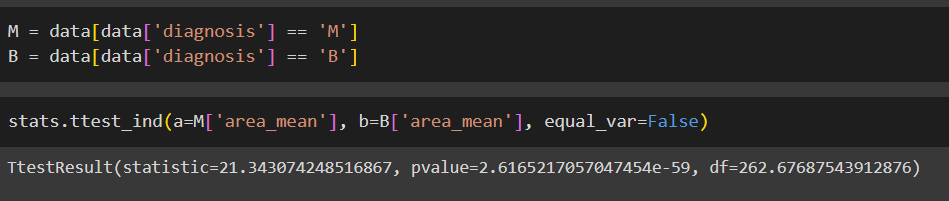 M = data[data['diagnosis'] == 'M']
B = data[data['diagnosis'] == 'B']
stats.ttest_ind(a=M['area_mean'], b=B['area_mean'], equal_var=False)
TtestResult(statistic=21.343074248516867, pvalue=2.6165217057047454e-59, df=262.67687543912876)